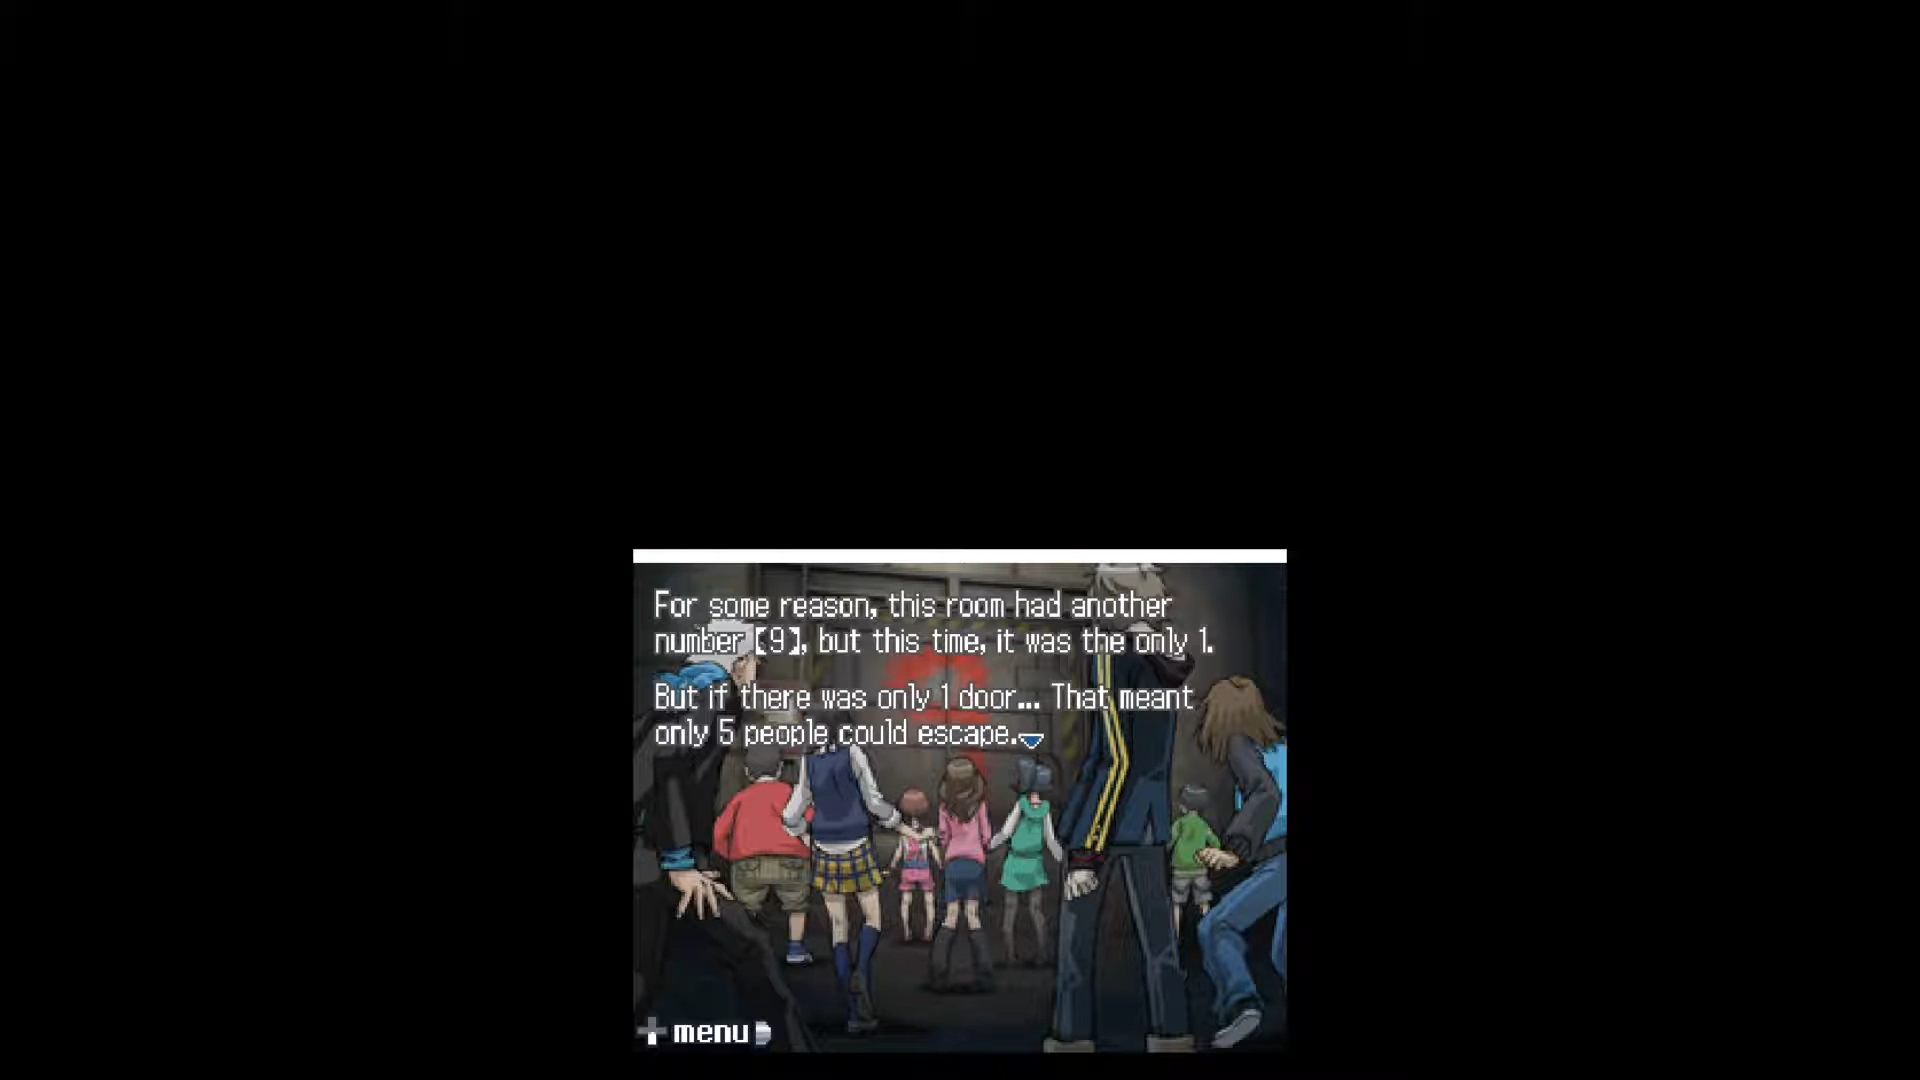 For some reason, this room had another
number【9】, but this time, it was the only 1.
But if there was only 1 door... That meant
only 5 people could escape.
menu